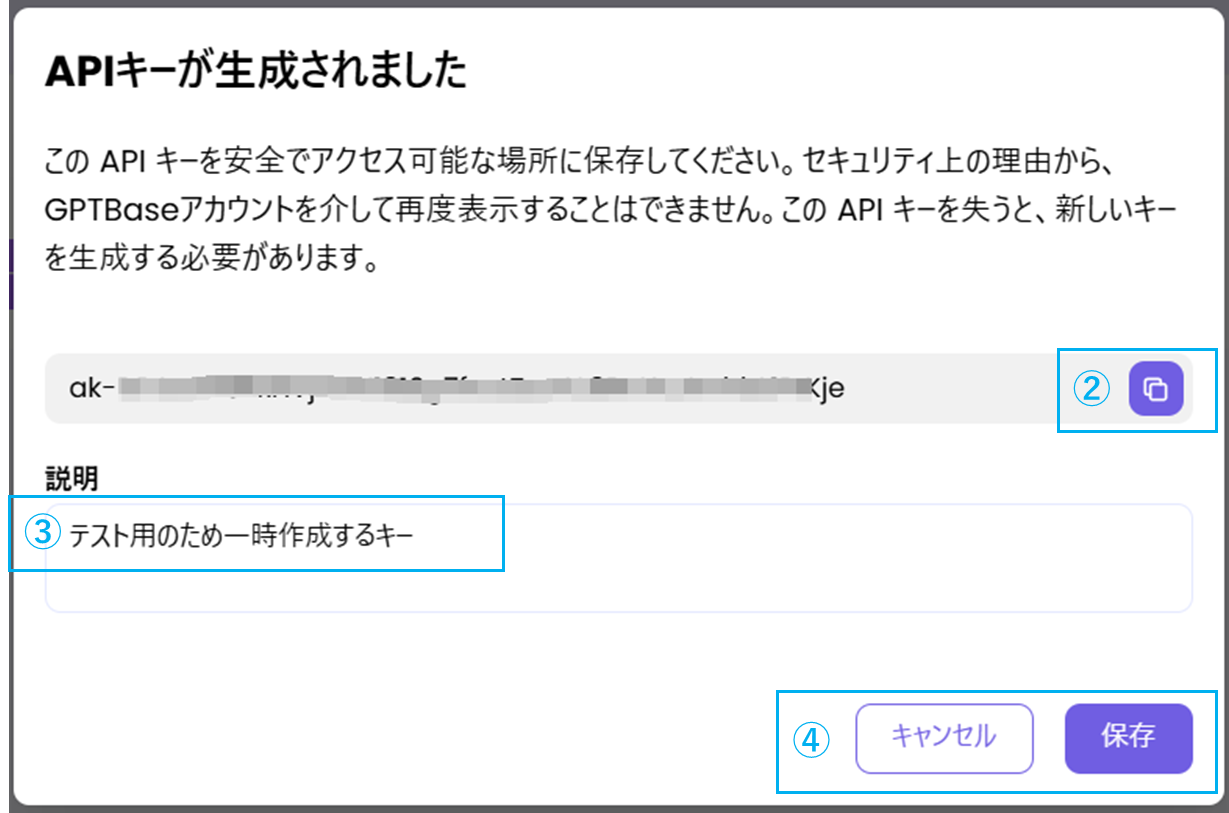 APIキーが生成されました
この API キーを安全でアクセス可能な場所に保存してください。セキュリティ上の理由から、
GPTBaseアカウントを介して再度表示することはできません。この API キーを失うと、新しいキー
を生成する必要があります。
ak-
②
説明
③ テスト用のため一時作成するキー
④ キャンセル 保存